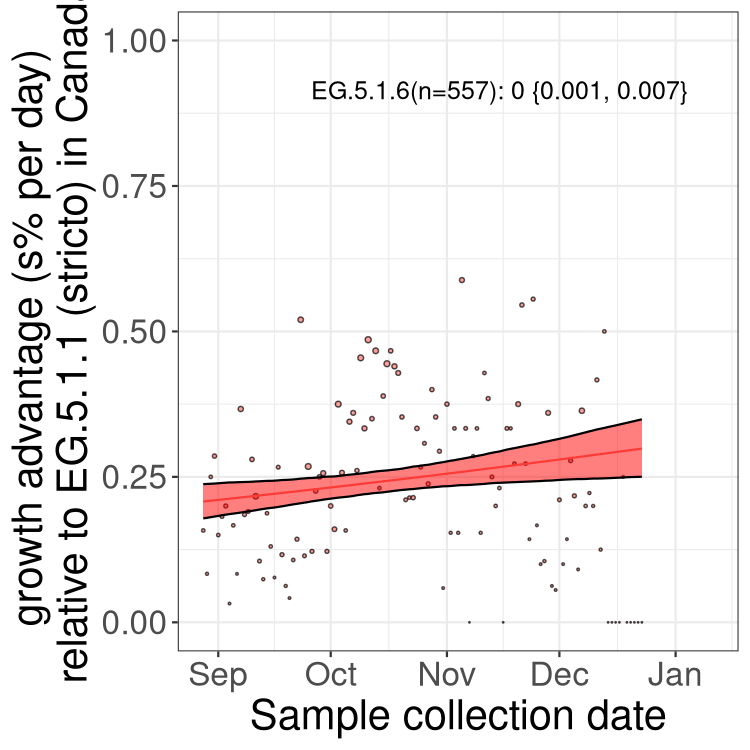 growth advantage (s% per day)
relative to EG.5.1.1 (stricto) in Canada
1.00
0.75
0.50
0.25
0.00
EG.5.1.6(n=557): 0 {0.001, 0.007}
Sep Oct Nov Dec Jan
Sample collection date